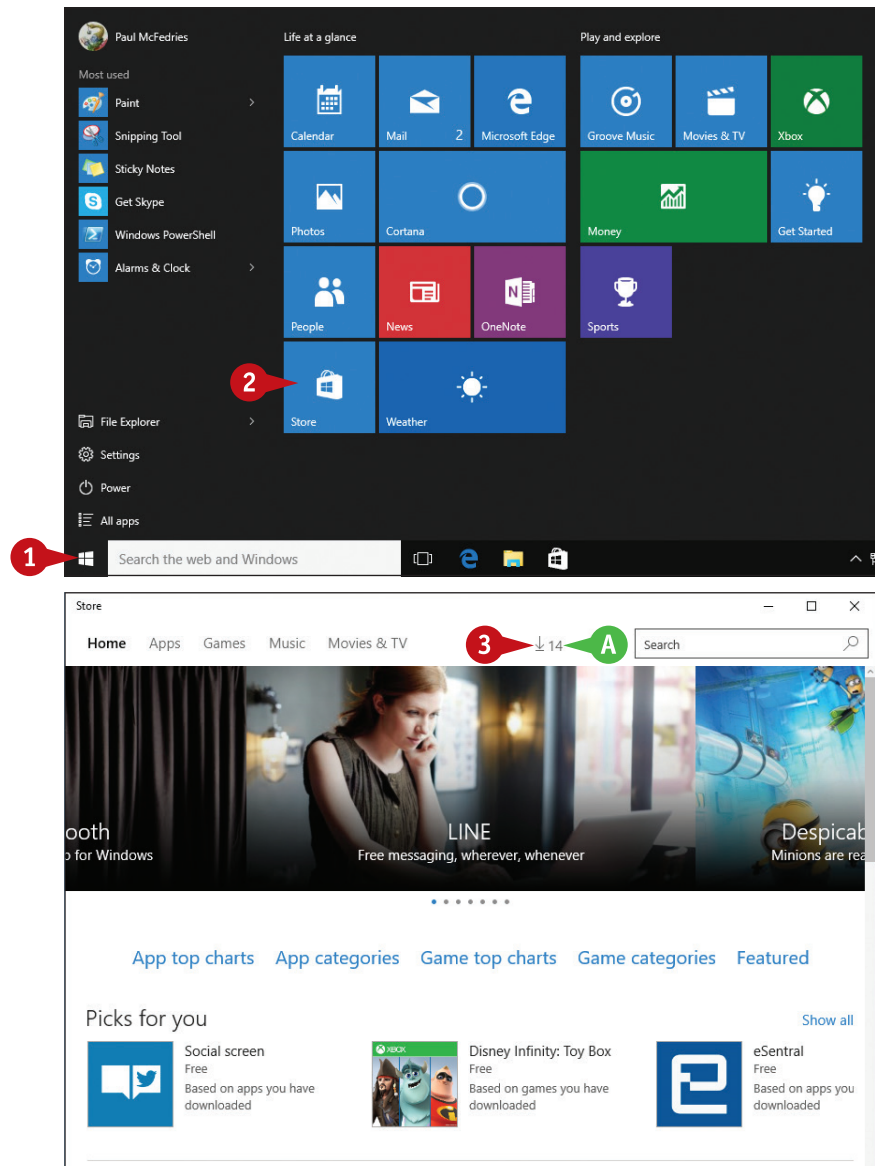 Paul McFedries
Life at a glance
Play and explore
Most used
Paint
Snipping Tool
Sticky Notes
Get Skype
Windows PowerShell
Alarms & Clock
Calendar
Mail 2
Microsoft Edge
Groove Music
Movies & TV
Xbox
Photos
Cortana
Money
Get Started
People
News
N
OneNote
Sports
2
Store
Weather
File Explorer
Settings
Power
All apps
1
Search the web and Windows
Store
Home Apps Games Music Movies & TV
3 14 A
Search
ooth
for Windows
LINE
Free messaging, wherever, whenever
Despicab
Minions are rea
App top charts App categories Game top charts Game categories Featured
Picks for you
Show all
Social screen
Free
Based on apps you have
downloaded
XBOX
Disney Infinity: Toy Box
Free
Based on games you have
downloaded
eSentral
Free
Based on apps you
downloaded